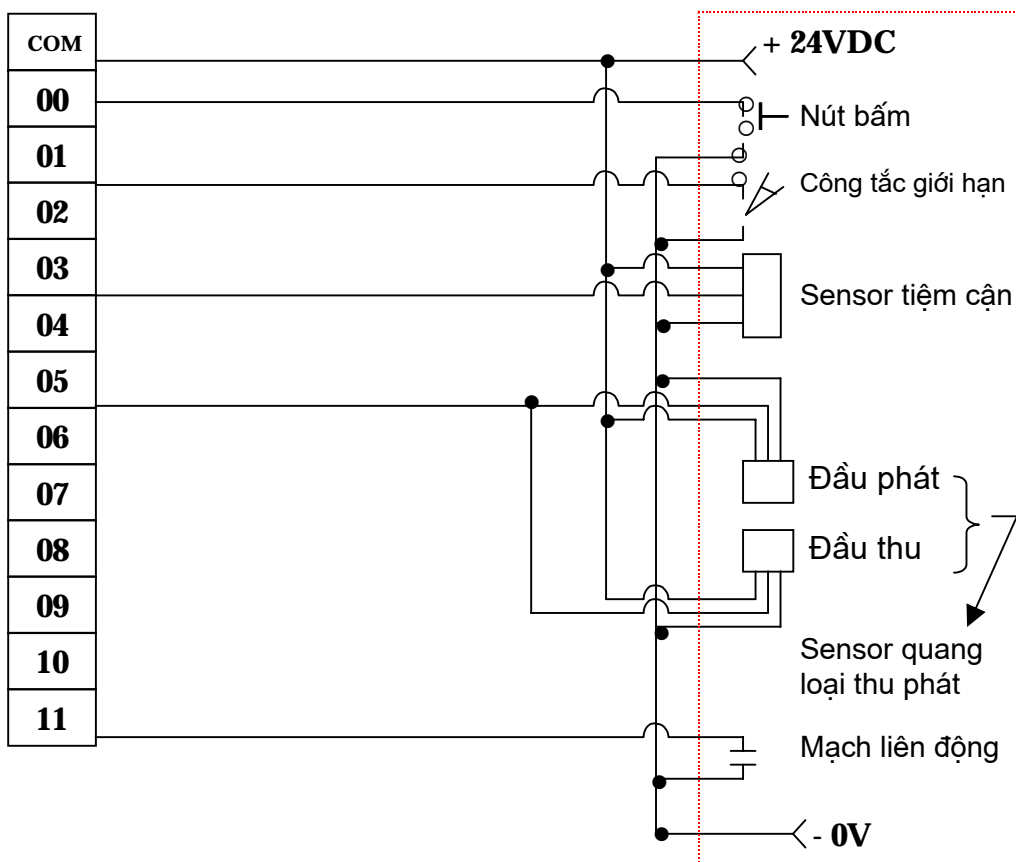 COM
00
01
02
03
04
05
06
07
08
09
10
11
+ 24VDC
Nút bấm
Công tắc giới hạn
Sensor tiệm cận
Đầu phát
Đầu thu
Sensor quang
loại thu phát
Mạch liên động
- 0V